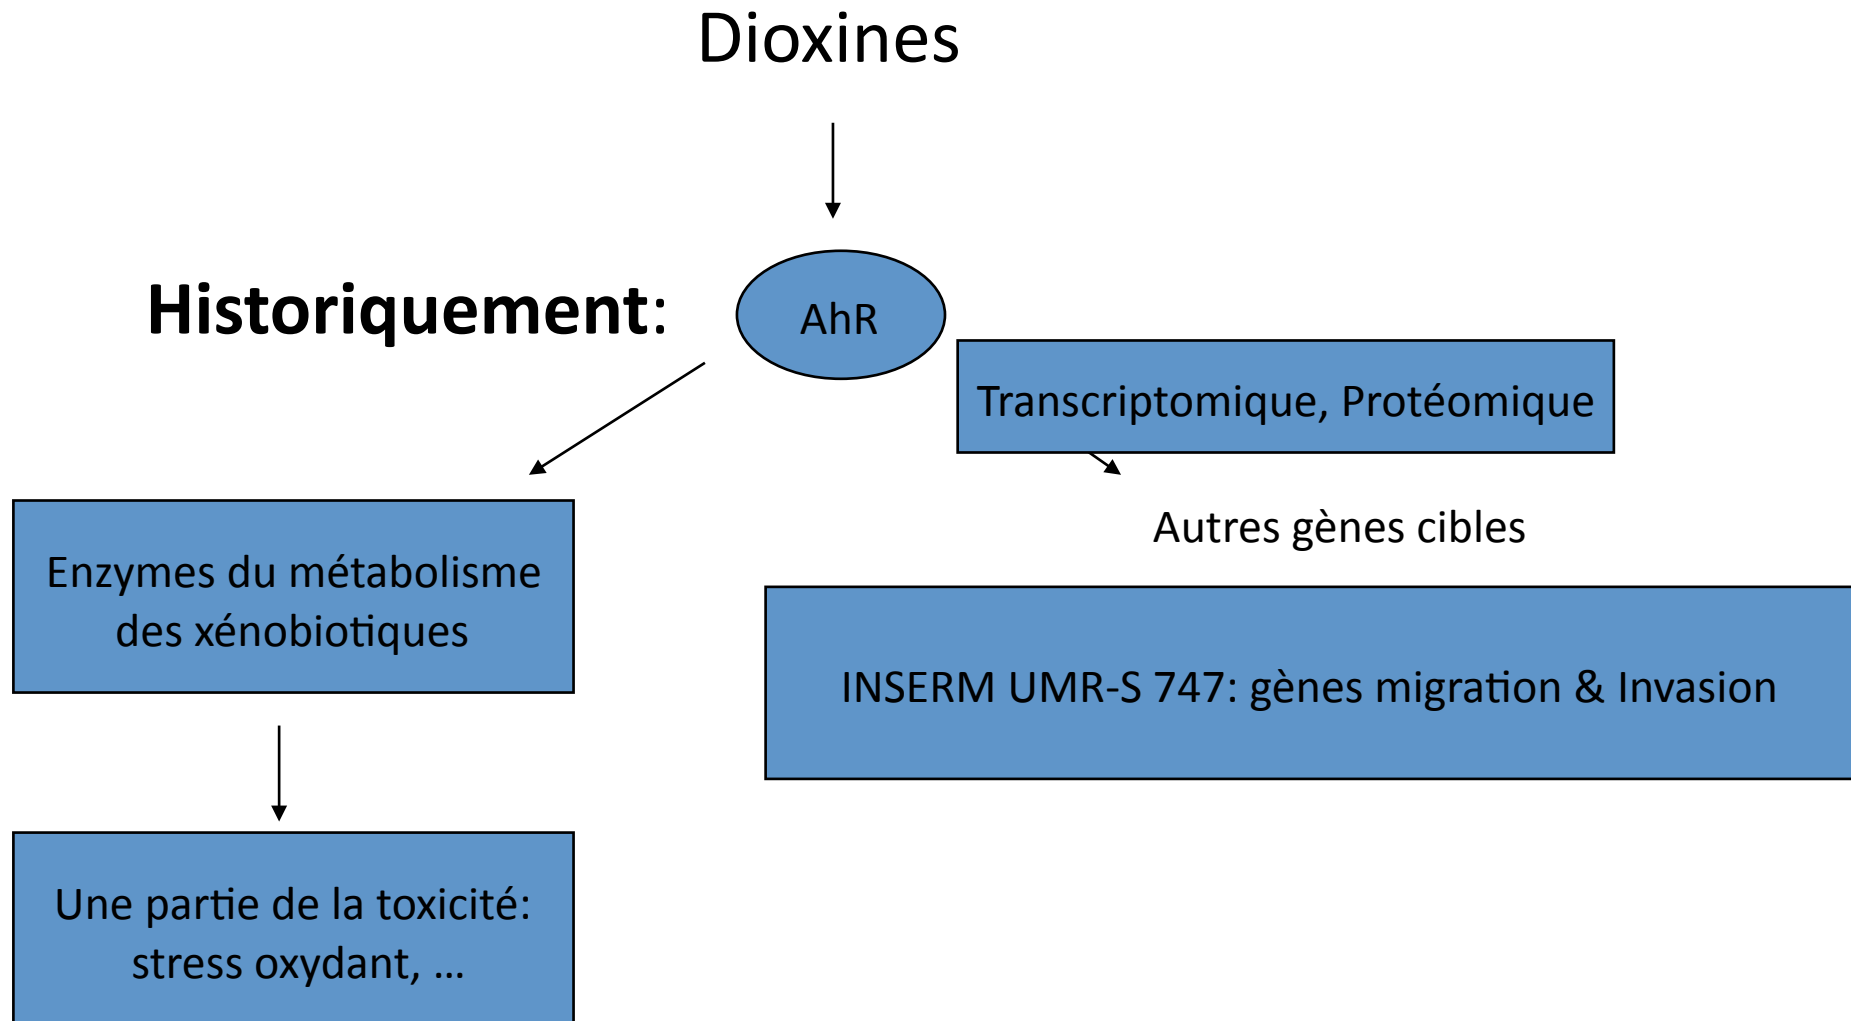 Dioxines
Historiquement:
AhR
Transcriptomique, Protéomique
Autres gènes cibles
Enzymes du métabolisme
des xénobiotiques
INSERM UMR-S 747: gènes migration & Invasion
Une partie de la toxicité:
stress oxydant, ...